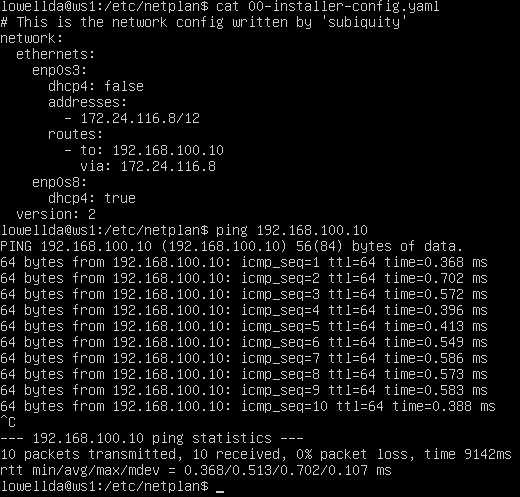 lowellda@ws1:/etc/netplan$ cat 00-installer-config.yaml
# This is the network config written by 'subiquity'
network:
  ethernets:
    enp0s3:
      dhcp4: false
      addresses:
        - 172.24.116.8/12
      routes:
        - to: 192.168.100.10
          via: 172.24.116.8
    enp0s8:
      dhcp4: true
  version: 2
lowellda@ws1:/etc/netplan$ ping 192.168.100.10
PING 192.168.100.10 (192.168.100.10) 56(84) bytes of data.
64 bytes from 192.168.100.10: icmp_seq=1 ttl=64 time=0.368 ms
64 bytes from 192.168.100.10: icmp_seq=2 ttl=64 time=0.702 ms
64 bytes from 192.168.100.10: icmp_seq=3 ttl=64 time=0.572 ms
64 bytes from 192.168.100.10: icmp_seq=4 ttl=64 time=0.396 ms
64 bytes from 192.168.100.10: icmp_seq=5 ttl=64 time=0.413 ms
64 bytes from 192.168.100.10: icmp_seq=6 ttl=64 time=0.549 ms
64 bytes from 192.168.100.10: icmp_seq=7 ttl=64 time=0.586 ms
64 bytes from 192.168.100.10: icmp_seq=8 ttl=64 time=0.573 ms
64 bytes from 192.168.100.10: icmp_seq=9 ttl=64 time=0.583 ms
64 bytes from 192.168.100.10: icmp_seq=10 ttl=64 time=0.388 ms
^C
--- 192.168.100.10 ping statistics ---
10 packets transmitted, 10 received, 0% packet loss, time 9142ms
rtt min/avg/max/mdev = 0.368/0.513/0.702/0.107 ms
lowellda@ws1:/etc/netplan$ _